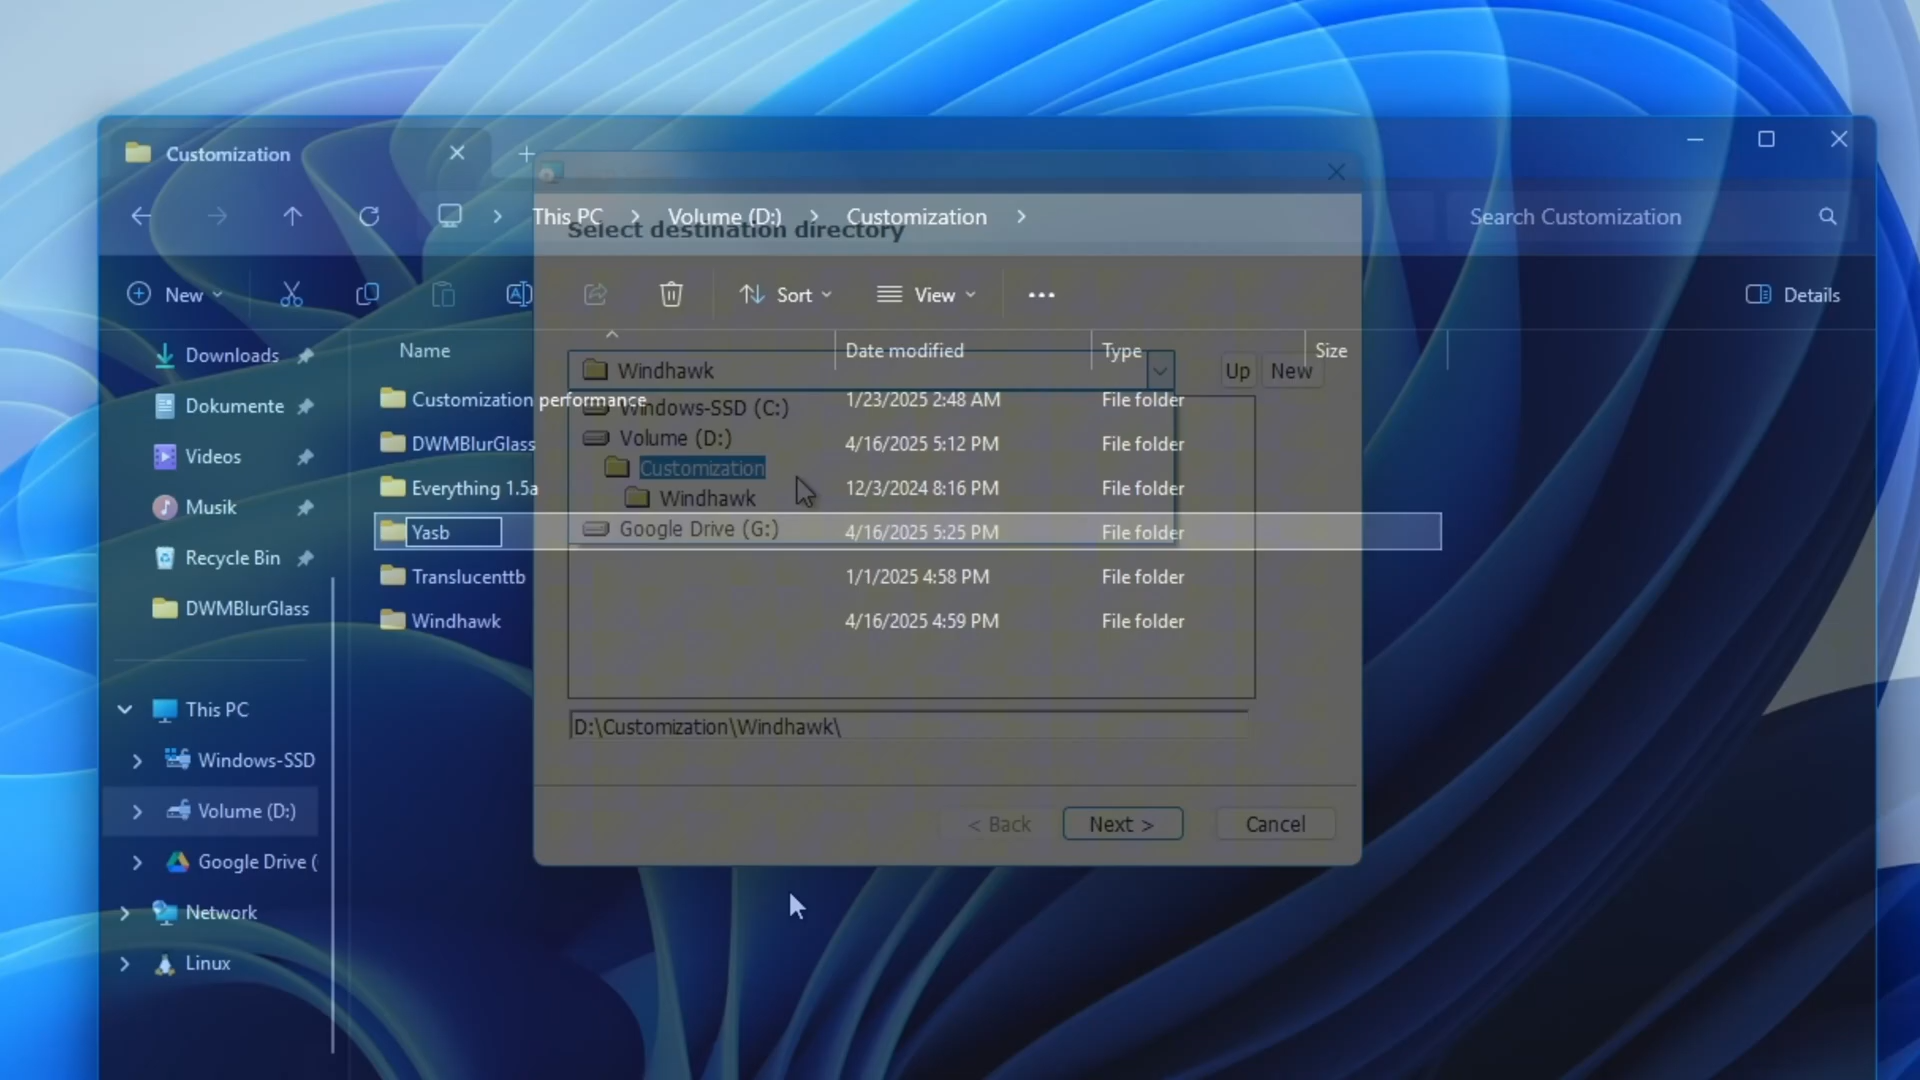 Customization
This PC
Volume (D:)
Customization
Search Customization
Select destination directory
New
Sort
View
Details
Downloads
Dokumente
Videos
Musik
Recycle Bin
DWMBlurGlass
This PC
Windows-SSD
Volume (D:)
Google Drive (
Network
Linux
Name
Date modified
Type
Size
Customization performance
1/23/2025 2:48 AM
File folder
DWMBlurGlass
4/16/2025 5:12 PM
File folder
Everything 1.5a
12/3/2024 8:16 PM
File folder
Yasb
4/16/2025 5:25 PM
File folder
Translucenttb
1/1/2025 4:58 PM
File folder
Windhawk
4/16/2025 4:59 PM
File folder
Windhawk
Up
New
Windows-SSD (C:)
Volume (D:)
Customization
Windhawk
Google Drive (G:)
D:\Customization\Windhawk\
< Back
Next >
Cancel